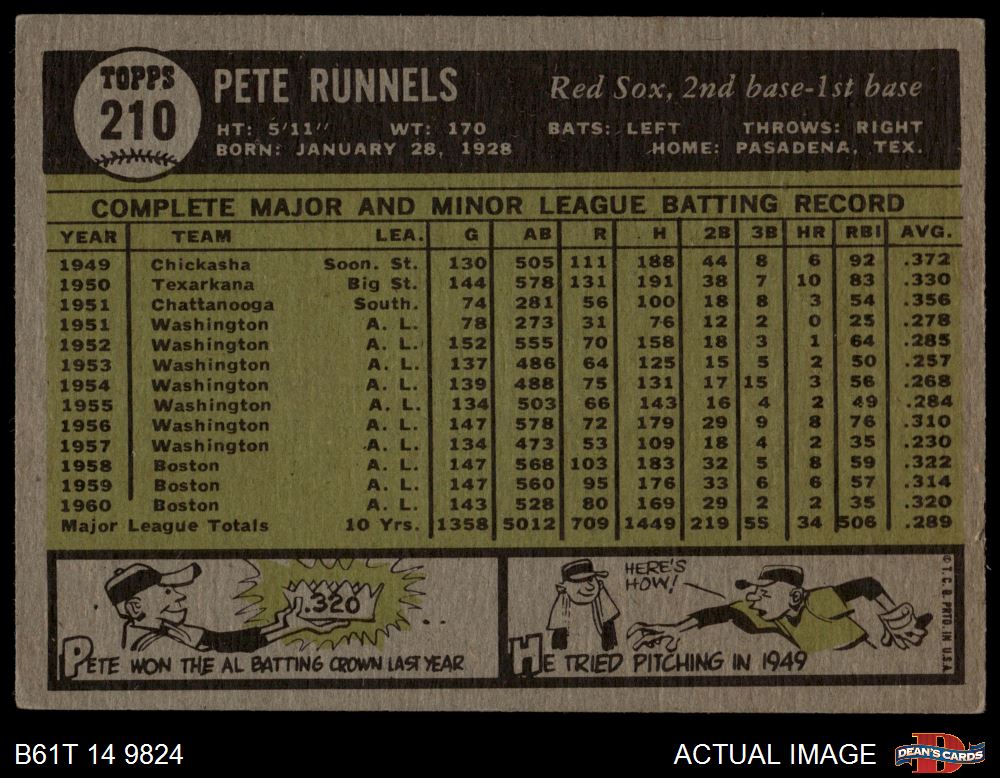 TOPPS
210
PETE RUNNELS
Red Sox, 2nd base-1st base
HT: 5'11" WT: 170 BATS: LEFT THROWS: RIGHT
BORN: JANUARY 28, 1928 HOME: PASADENA, TEX.
COMPLETE MAJOR AND MINOR LEAGUE BATTING RECORD
YEAR TEAM LEA. G AB R H 2B 3B HR RBI AVG.
1949 Chickasha Soon. St. 130 505 111 188 44 8 6 92 .372
1950 Texarkana Big St. 144 578 131 191 38 7 10 83 .330
1951 Chattanooga South. 74 281 56 100 18 8 3 54 .356
1951 Washington A. L. 78 273 31 76 12 2 0 25 .278
1952 Washington A. L. 152 555 70 158 18 3 1 64 .285
1953 Washington A. L. 137 486 64 125 15 5 2 50 .257
1954 Washington A. L. 139 488 75 131 17 15 3 56 .268
1955 Washington A. L. 134 503 66 143 16 4 2 49 .284
1956 Washington A. L. 147 578 72 179 29 9 8 76 .310
1957 Washington A. L. 134 473 53 109 18 4 2 35 .230
1958 Boston A. L. 147 568 103 183 32 5 8 59 .322
1959 Boston A. L. 147 560 95 176 33 6 6 57 .314
1960 Boston A. L. 143 528 80 169 29 2 2 35 .320
Major League Totals 10 Yrs. 1358 5012 709 1449 219 55 34 506 .289
.320
PETE WON THE AL BATTING CROWN LAST YEAR
HERE'S
HOW!
HE TRIED PITCHING IN 1949
© T. C. G. PRTD. IN U.S.A.
B61T 14 9824
ACTUAL IMAGE
DEAN'S CARDS